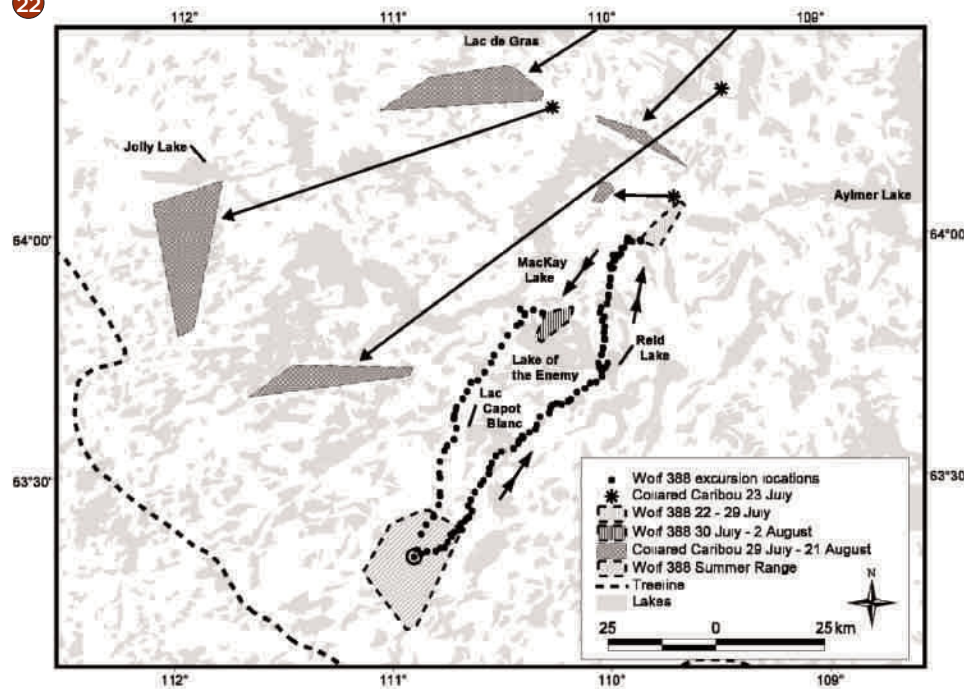 22
112° 111° 110° 109°
Lac de Gras
Jolly Lake
Aylmer Lake
64°00' 64°00'
MacKay
Lake
Reid
Lake
Lake of
the Enemy
Lac
Capot
Blanc
63°30' 63°30'
Wolf 388 excursion locations
Collared Caribou 23 July
Wolf 388 22 - 29 July
Wolf 388 30 July - 2 August
Collared Caribou 29 July - 21 August
Wolf 388 Summer Range
Treeline
Lakes
N
25 0 25 km
112° 111° 110° 109°